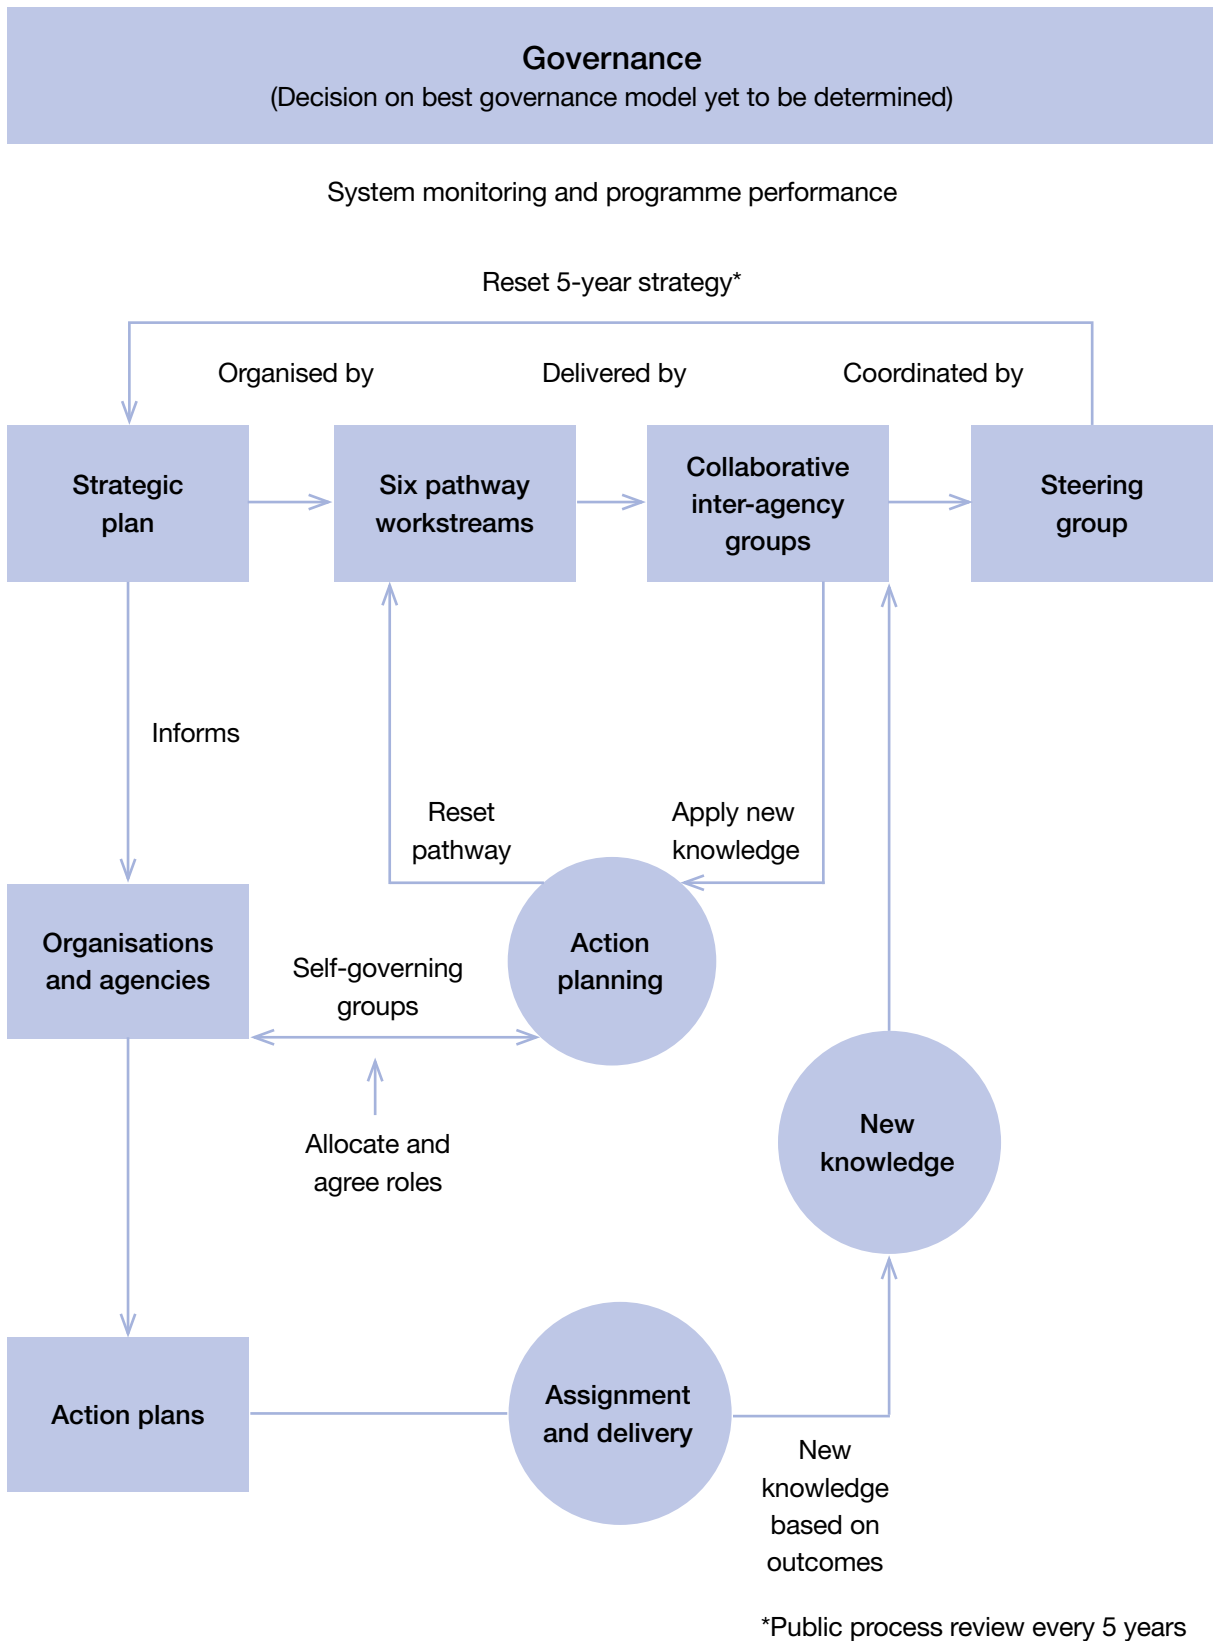 Governance
(Decision on best governance model yet to be determined)
System monitoring and programme performance
Reset 5-year strategy*
Organised by
Delivered by
Coordinated by
Strategic
plan
Six pathway
workstreams
Collaborative
inter-agency
groups
Steering
group
Informs
Reset
pathway
Apply new
knowledge
Organisations
and agencies
Self-governing
groups
Action
planning
Allocate and
agree roles
New
knowledge
Action plans
Assignment
and delivery
New
knowledge
based on
outcomes
*Public process review every 5 years